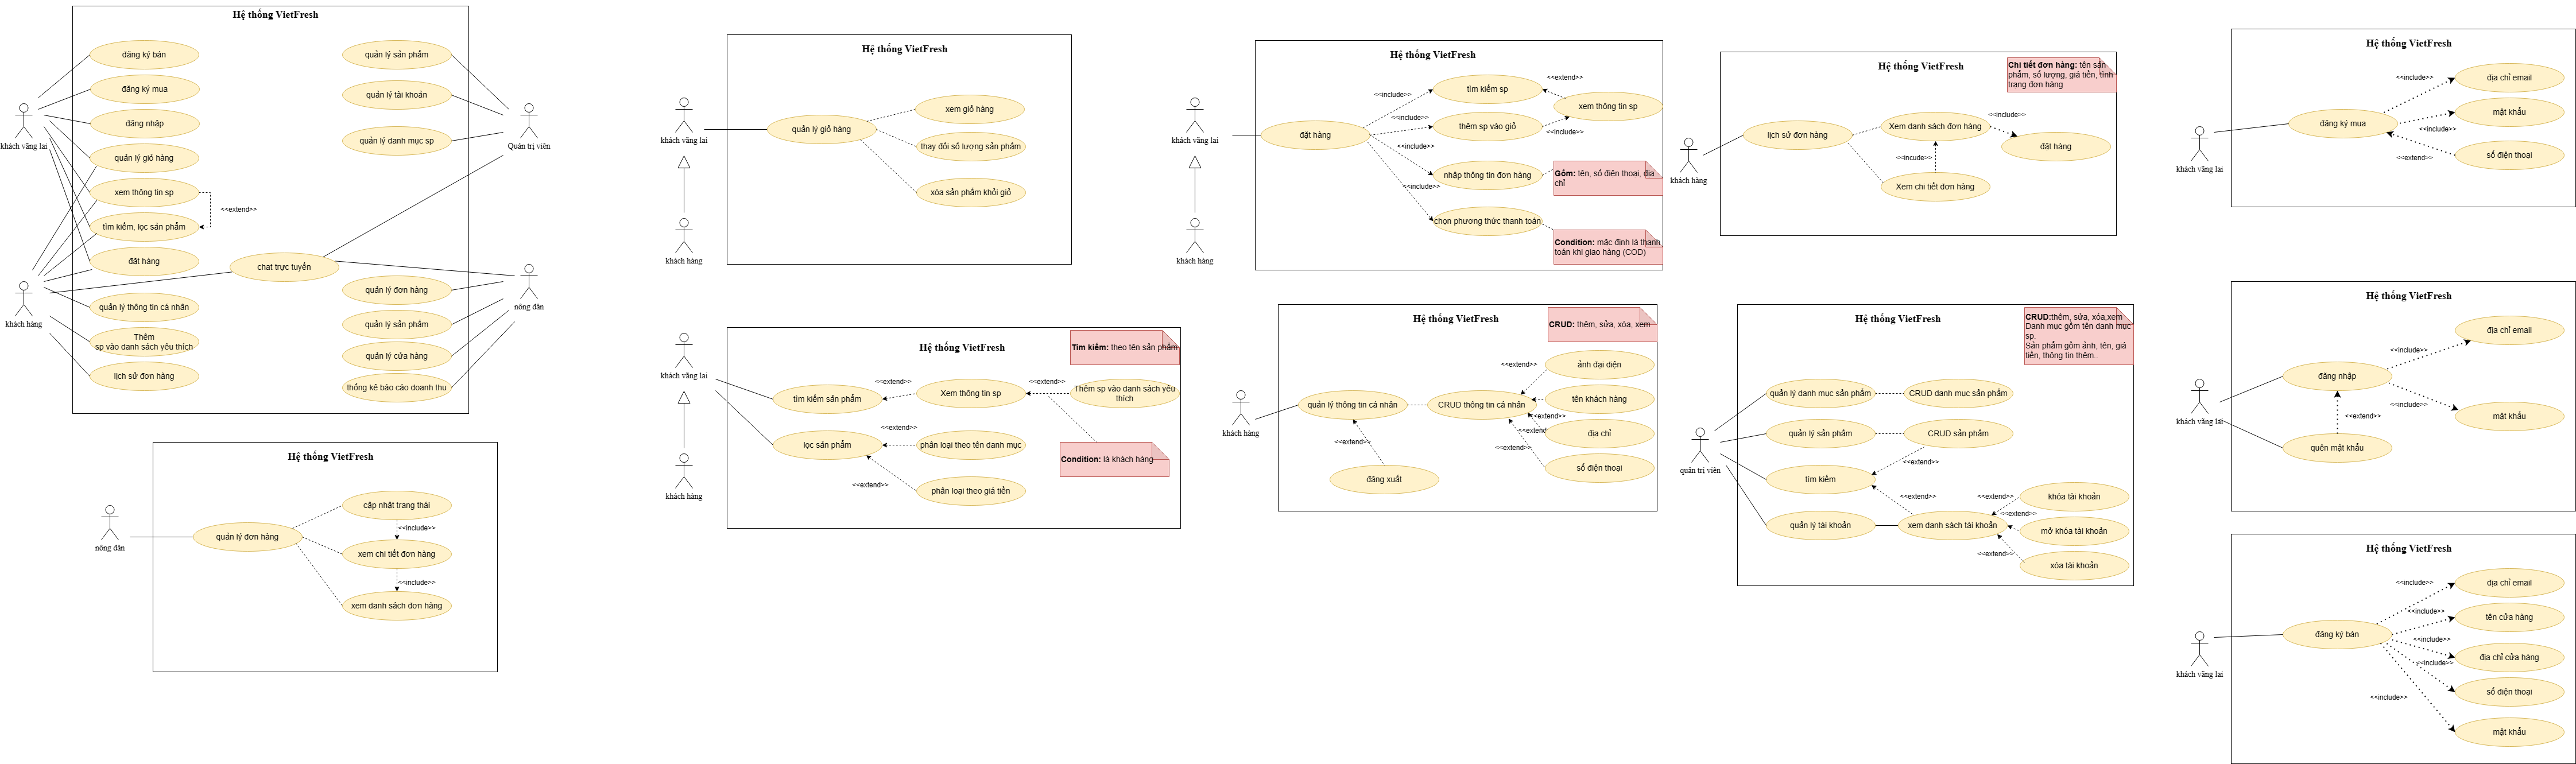 Hệ thống VietFresh
đăng ký bán
đăng ký mua
đăng nhập
quản lý giỏ hàng
xem thông tin sp
<<extend>>
tìm kiếm, lọc sản phẩm
đặt hàng
chat trực tuyến
quản lý thông tin cá nhân
Thêm
sp vào danh sách yêu thích
lịch sử đơn hàng
quản lý sản phẩm
quản lý tài khoản
quản lý danh mục sp
quản lý đơn hàng
quản lý sản phẩm
quản lý cửa hàng
thống kê báo cáo doanh thu
khách vãng lai
khách hàng
Quản trị viên
nông dân
Hệ thống VietFresh
nông dân
quản lý đơn hàng
cập nhật trang thái
<<include>>
xem chi tiết đơn hàng
<<include>>
xem danh sách đơn hàng
Hệ thống VietFresh
khách vãng lai
khách hàng
quản lý giỏ hàng
xem giỏ hàng
thay đổi số lượng sản phẩm
xóa sản phẩm khỏi giỏ
Hệ thống VietFresh
Tìm kiếm: theo tên sản phẩm
khách vãng lai
khách hàng
tìm kiếm sản phẩm
<<extend>>
Xem thông tin sp
<<extend>>
Thêm sp vào danh sách yêu
thích
lọc sản phẩm
<<extend>>
phân loại theo tên danh mục
Condition: là khách hàng
<<extend>>
phân loại theo giá tiền
Hệ thống VietFresh
khách vãng lai
khách hàng
đặt hàng
<<include>>
tìm kiếm sp
<<extend>>
xem thông tin sp
<<include>>
thêm sp vào giỏ
<<include>>
<<include>>
nhập thông tin đơn hàng
Gồm: tên, số điện thoại, địa
chỉ
<<include>>
chọn phương thức thanh toán
Condition: mặc định là thanh
toán khi giao hàng (COD)
Hệ thống VietFresh
CRUD: thêm, sửa, xóa, xem
khách hàng
quản lý thông tin cá nhân
CRUD thông tin cá nhân
<<extend>>
ảnh đại diện
tên khách hàng
<<extend>>
địa chỉ
<<extend>>
<<extend>>
số điện thoại
<<extend>>
đăng xuất
Hệ thống VietFresh
Chi tiết đơn hàng: tên sản
phẩm, số lượng, giá tiền, tình
trạng đơn hàng
khách hàng
lịch sử đơn hàng
Xem danh sách đơn hàng
<<include>>
đặt hàng
<<incude>>
Xem chi tiết đơn hàng
Hệ thống VietFresh
CRUD:thêm, sửa, xóa,xem
Danh mục gồm tên danh mục
sp.
Sản phẩm gồm ảnh, tên, giá
tiền, thông tin thêm..
quản trị viên
quản lý danh mục sản phẩm
CRUD danh mục sản phẩm
quản lý sản phẩm
CRUD sản phẩm
<<extend>>
tìm kiếm
<<extend>>
quản lý tài khoản
xem danh sách tài khoản
<<extend>>
khóa tài khoản
<<extend>>
mở khóa tài khoản
<<extend>>
xóa tài khoản
Hệ thống VietFresh
khách vãng lai
đăng ký mua
<<include>>
địa chỉ email
mật khẩu
<<include>>
<<extend>>
số điện thoại
Hệ thống VietFresh
khách vãng lai
đăng nhập
<<include>>
địa chỉ email
<<include>>
mật khẩu
<<extend>>
quên mật khẩu
Hệ thống VietFresh
khách vãng lai
đăng ký bán
<<include>>
địa chỉ email
<<include>>
tên cửa hàng
<<include>>
địa chỉ cửa hàng
<<include>>
số điện thoại
<<include>>
mật khẩu